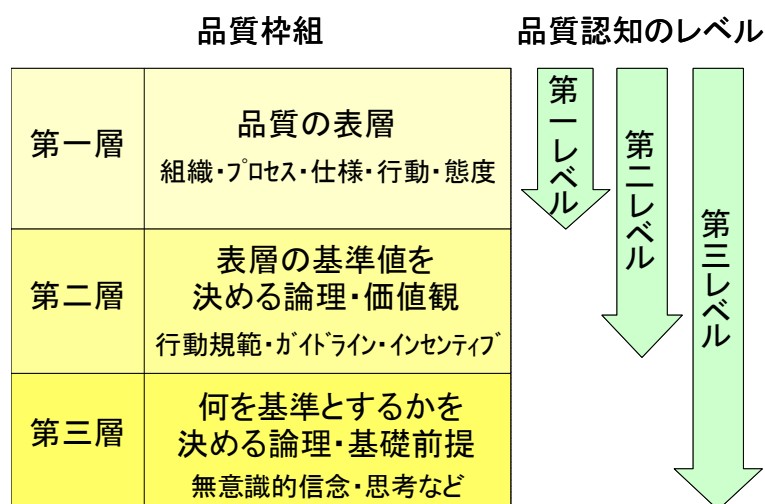 品質枠組
品質認知のレベル
第一層
品質の表層
組織・プロセス・仕様・行動・態度
第二層
表層の基準値を
決める論理・価値観
行動規範・ガイドライン・インセンティブ
第三層
何を基準とするかを
決める論理・基礎前提
無意識的信念・思考など
第一レベル
第二レベル
第三レベル